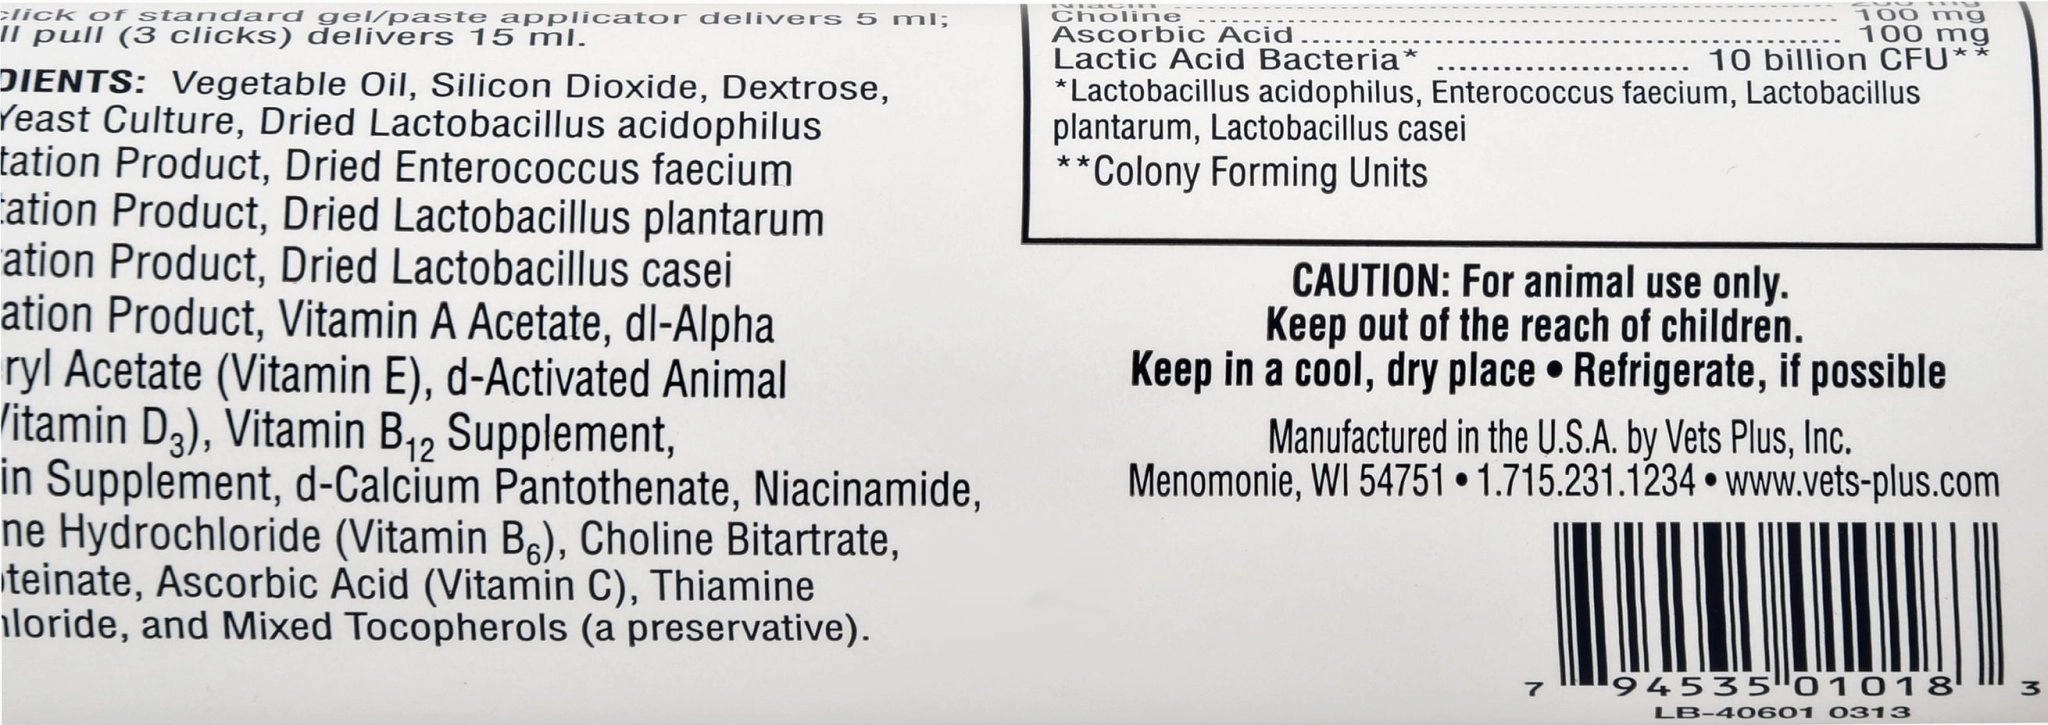 click of standard gel/paste applicator delivers 5 ml;
ll pull (3 clicks) delivers 15 ml.
DIENTS: Vegetable Oil, Silicon Dioxide, Dextrose,
Yeast Culture, Dried Lactobacillus acidophilus
tation Product, Dried Enterococcus faecium
tation Product, Dried Lactobacillus plantarum
ation Product, Dried Lactobacillus casei
ation Product, Vitamin A Acetate, dl-Alpha
ryl Acetate (Vitamin E), d-Activated Animal
Vitamin D3), Vitamin B12 Supplement,
in Supplement, d-Calcium Pantothenate, Niacinamide,
ne Hydrochloride (Vitamin B6), Choline Bitartrate,
teinate, Ascorbic Acid (Vitamin C), Thiamine
loride, and Mixed Tocopherols (a preservative).
Niacin ........ 200 mg
Choline ........ 100 mg
Ascorbic Acid ........ 100 mg
Lactic Acid Bacteria* ........ 10 billion CFU**
*Lactobacillus acidophilus, Enterococcus faecium, Lactobacillus
plantarum, Lactobacillus casei
**Colony Forming Units
CAUTION: For animal use only.
Keep out of the reach of children.
Keep in a cool, dry place • Refrigerate, if possible
Manufactured in the U.S.A. by Vets Plus, Inc.
Menomonie, WI 54751 • 1.715.231.1234 • www.vets-plus.com
7 94535 01018 3
LB-40601 0313